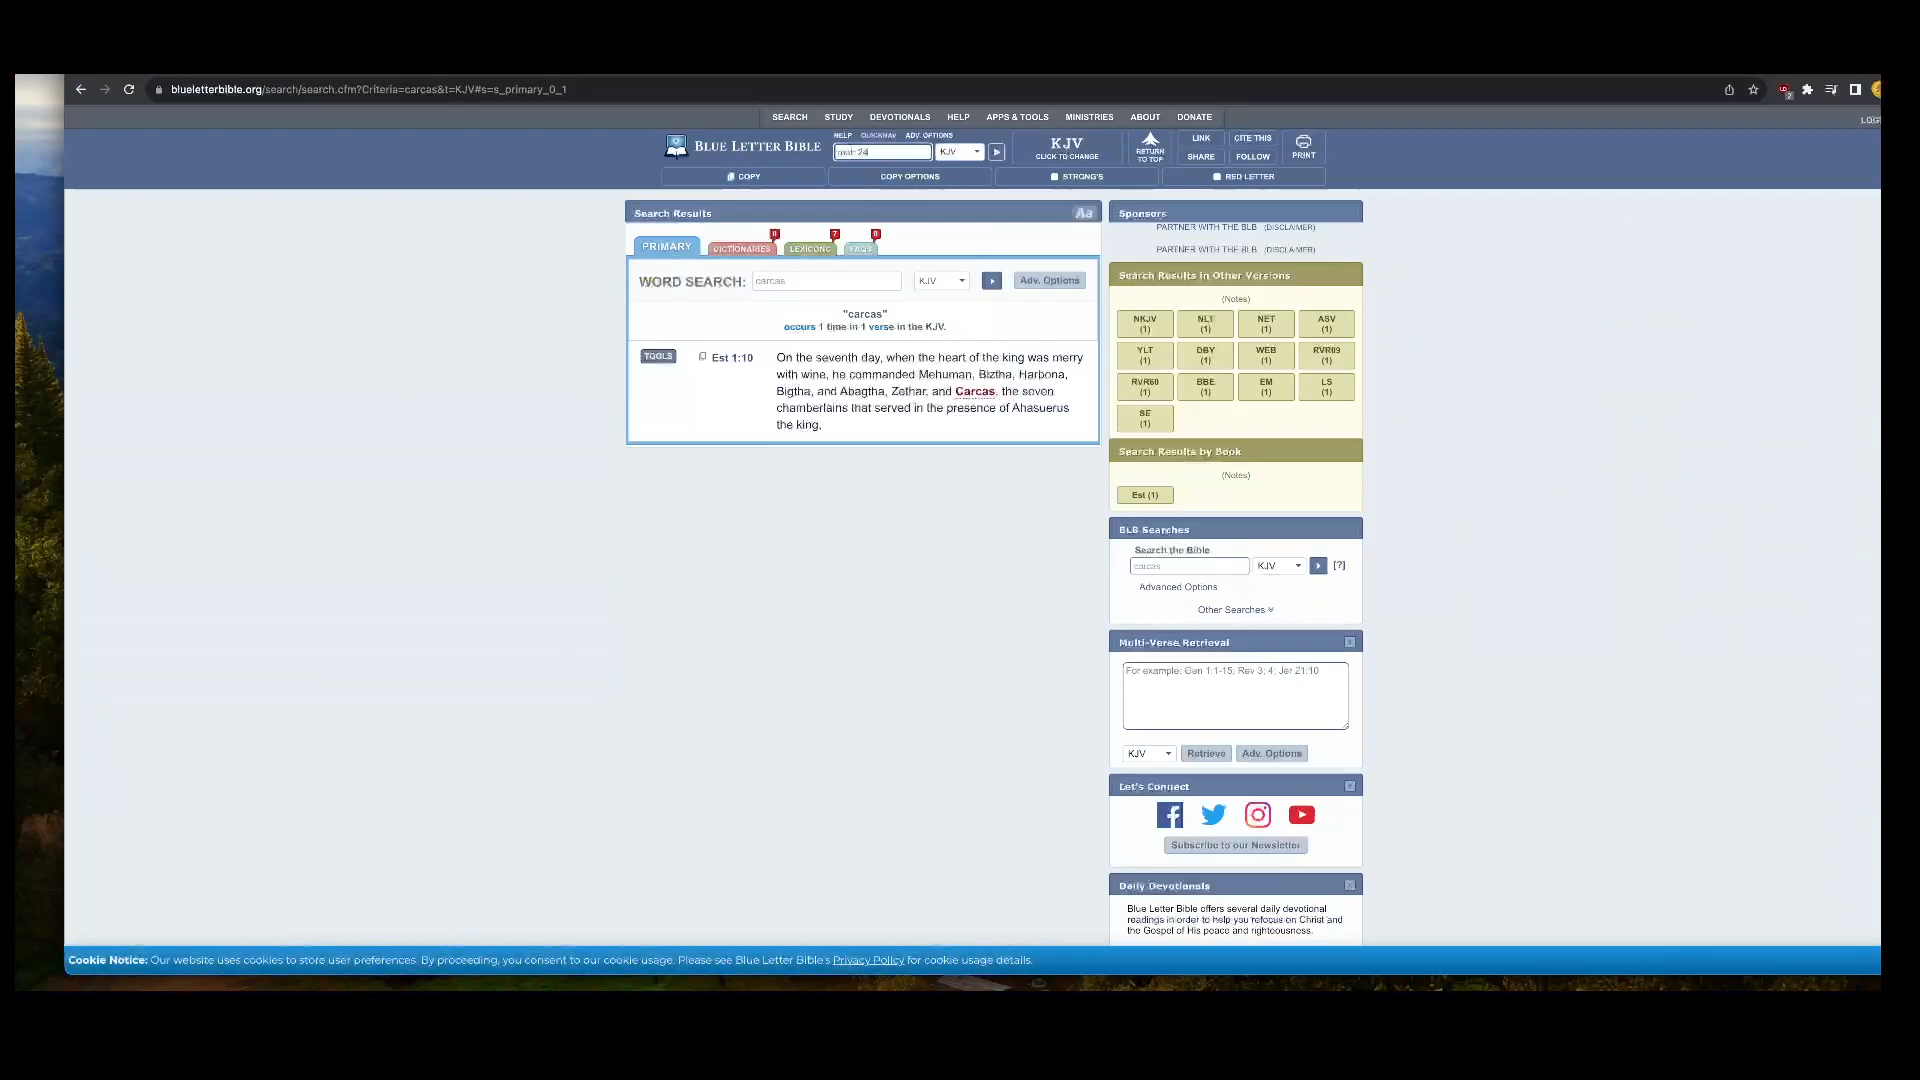 blueletterbible.org/search/search.cfm?Criteria=carcas&t=KJV#s=s_primary_0_1
SEARCH STUDY DEVOTIONALS HELP APPS & TOOLS MINISTRIES ABOUT DONATE
BLUE LETTER BIBLE
HELP QUICKNAV ADV. OPTIONS
KJV
KJV
CLICK TO CHANGE
RETURN
TO TOP
LINK
CITE THIS
SHARE
FOLLOW
PRINT
COPY
COPY OPTIONS
STRONG'S
RED LETTER
Search Results
Aa
PRIMARY
DICTIONARIES
7
FAQS
WORD SEARCH: carcas KJV Adv. Options
"carcas"
occurs 1 time in 1 verse in the KJV.
TOOLS
Est 1:10
On the seventh day, when the heart of the king was merry
with wine, he commanded Mehuman, Biztha, Harbona,
Bigtha, and Abagtha, Zethar, and Carcas, the seven
chamberlains that served in the presence of Ahasuerus
the king,
Sponsors
PARTNER WITH THE BLB (DISCLAIMER)
PARTNER WITH THE BLB (DISCLAIMER)
Search Results in Other Versions
(Notes)
NKJV (1) NLT (1) NET (1) ASV (1)
YLT (1) DBY (1) WEB (1) RVR09 (1)
RVR60 (1) BBE (1) EM (1) LS (1)
SE (1)
Search Results by Book
(Notes)
Est (1)
BLB Searches
Search the Bible
carcas KJV [?]
Advanced Options
Other Searches
Multi-Verse Retrieval
For example: Gen 1:1-15; Rev 3; 4; Jer 21:10
KJV Retrieve Adv. Options
Let's Connect
Subscribe to our Newsletter
Daily Devotionals
Blue Letter Bible offers several daily devotional
readings in order to help you refocus on Christ and
the Gospel of His peace and righteousness.
Cookie Notice: Our website uses cookies to store user preferences. By proceeding, you consent to our cookie usage. Please see Blue Letter Bible's Privacy Policy for cookie usage details.